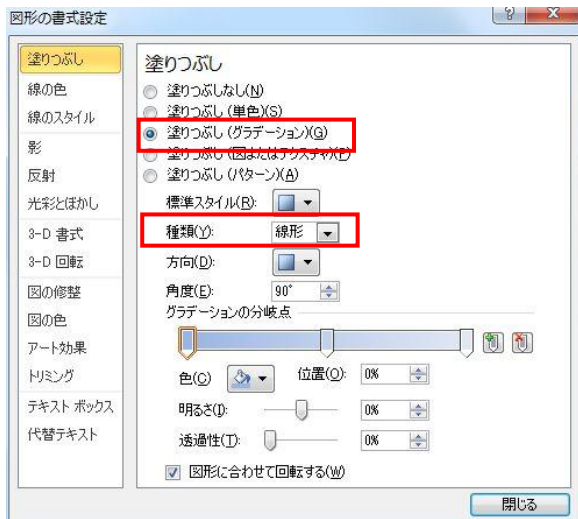 図形の書式設定
塗りつぶし
線の色
線のスタイル
影
反射
光彩とぼかし
3-D 書式
3-D 回転
図の修整
図の色
アート効果
トリミング
テキスト ボックス
代替テキスト
塗りつぶし
塗りつぶしなし(N)
塗りつぶし (単色)(S)
塗りつぶし (グラデーション)(G)
塗りつぶし (図またはテクスチャ)(P)
塗りつぶし (パターン)(A)
標準スタイル(R):
種類(Y): 線形
方向(D):
角度(E): 90°
グラデーションの分岐点
色(C) 位置(O): 0%
明るさ(I): 0%
透過性(T): 0%
図形に合わせて回転する(W)
閉じる